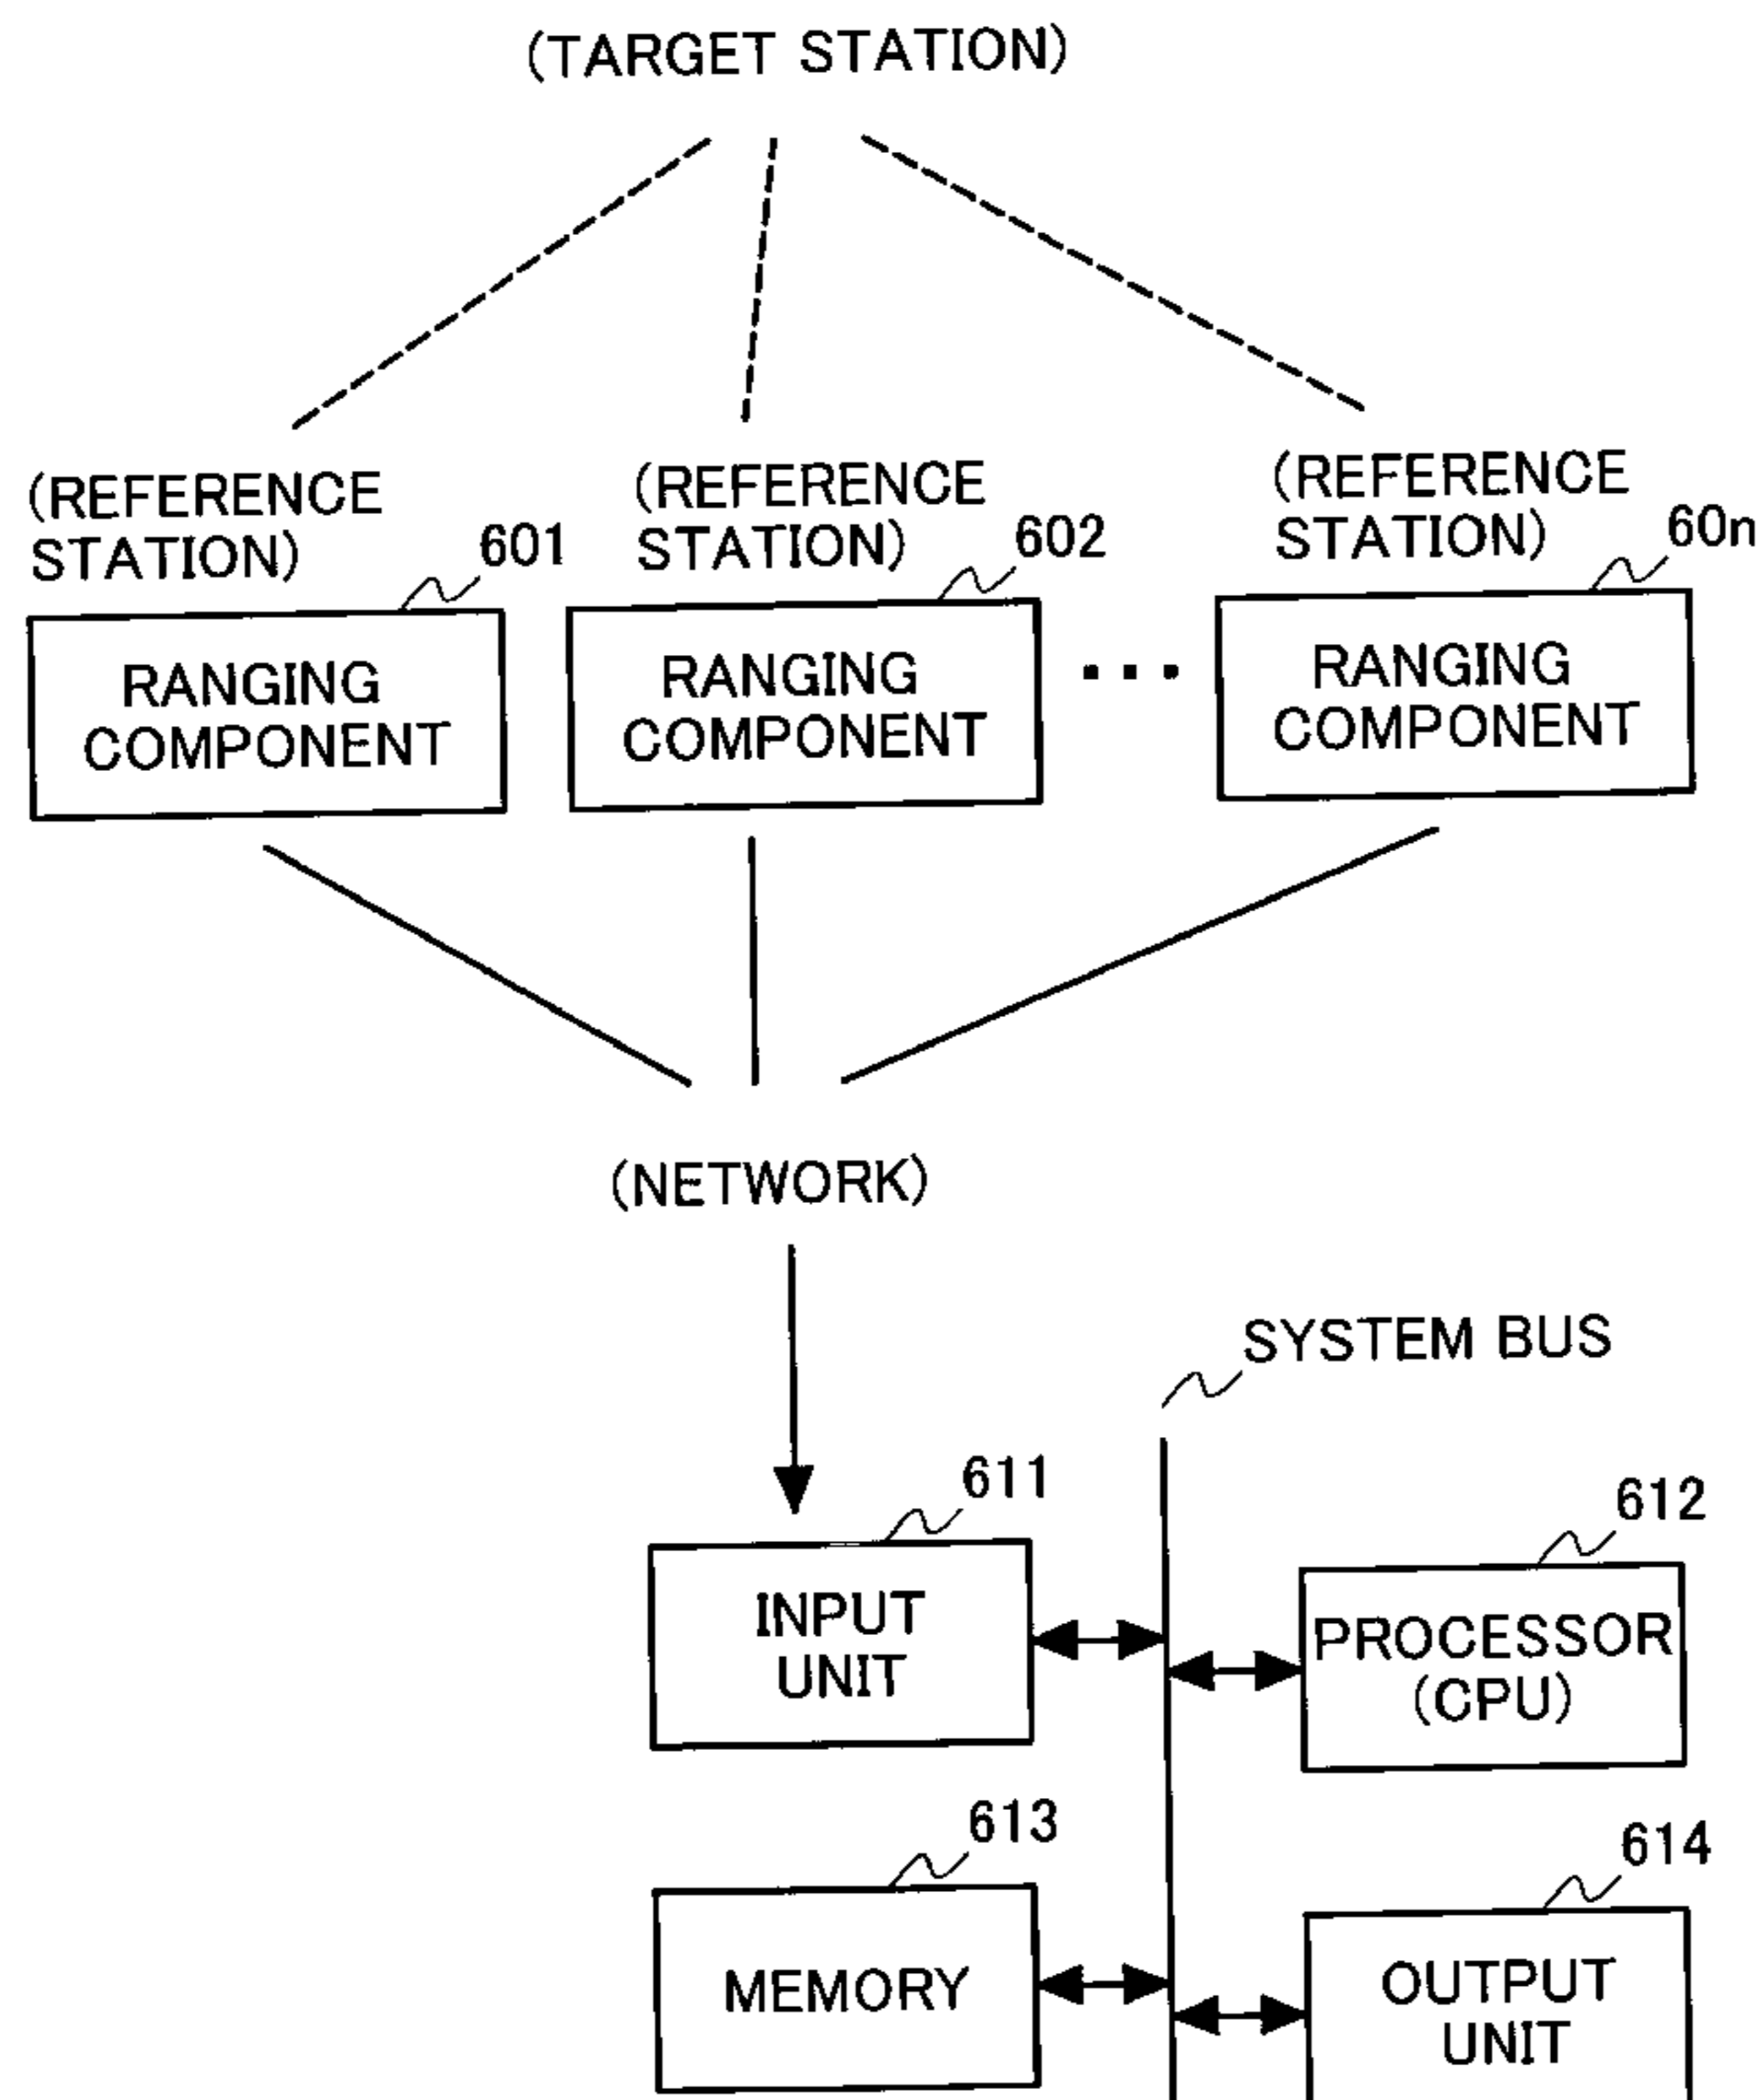 (TARGET STATION)
(REFERENCE
STATION)
601
(REFERENCE
STATION)
602
(REFERENCE
STATION)
60n
RANGING
COMPONENT
RANGING
COMPONENT
...
RANGING
COMPONENT
(NETWORK)
SYSTEM BUS
611
612
INPUT
UNIT
PROCESSOR
(CPU)
613
614
MEMORY
OUTPUT
UNIT